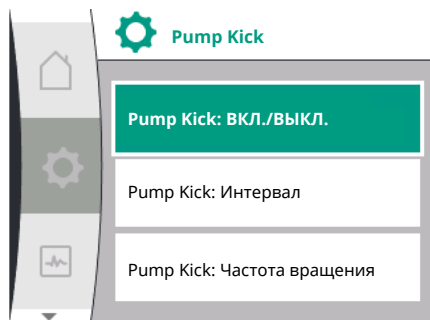 Pump Kick
Pump Kick: ВКЛ./ВЫКЛ.
Pump Kick: Интервал
Pump Kick: Частота вращения